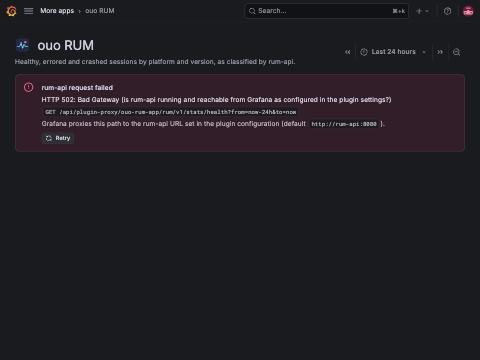 More apps › ouo RUM
Search... ⌘+k
ouo RUM
Last 24 hours
Healthy, errored and crashed sessions by platform and version, as classified by rum-api.
rum-api request failed
HTTP 502: Bad Gateway (is rum-api running and reachable from Grafana as configured in the plugin settings?)
GET /api/plugin-proxy/ouo-rum-app/rum/v1/stats/health?from=now-24h&to=now
Grafana proxies this path to the rum-api URL set in the plugin configuration (default http://rum-api:8080 ).
Retry